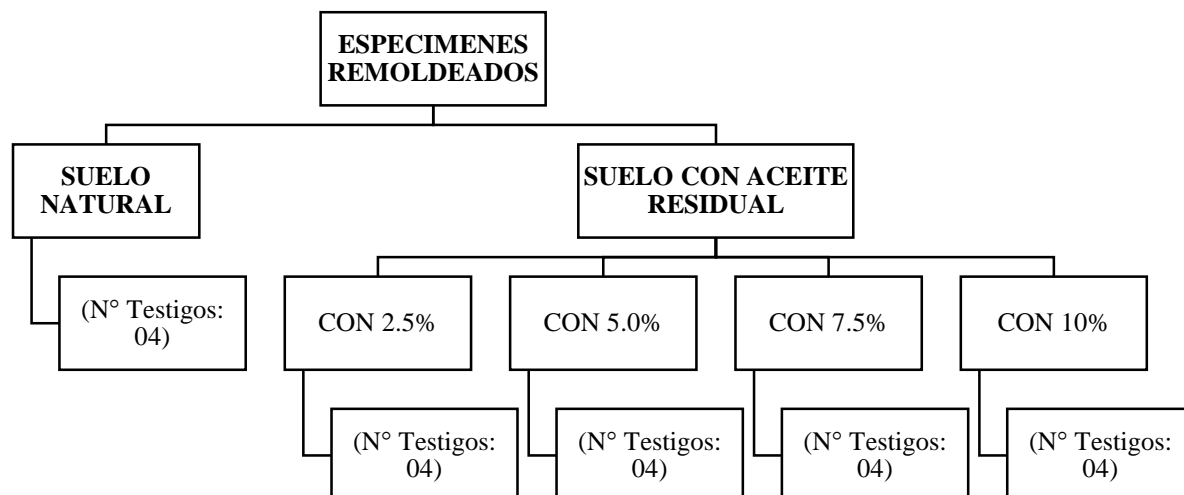 ESPECIMENES
REMOLDEADOS
SUELO
NATURAL
SUELO CON ACEITE
RESIDUAL
(N° Testigos:
04)
CON 2.5%
CON 5.0%
CON 7.5%
CON 10%
(N° Testigos:
04)
(N° Testigos:
04)
(N° Testigos:
04)
(N° Testigos:
04)